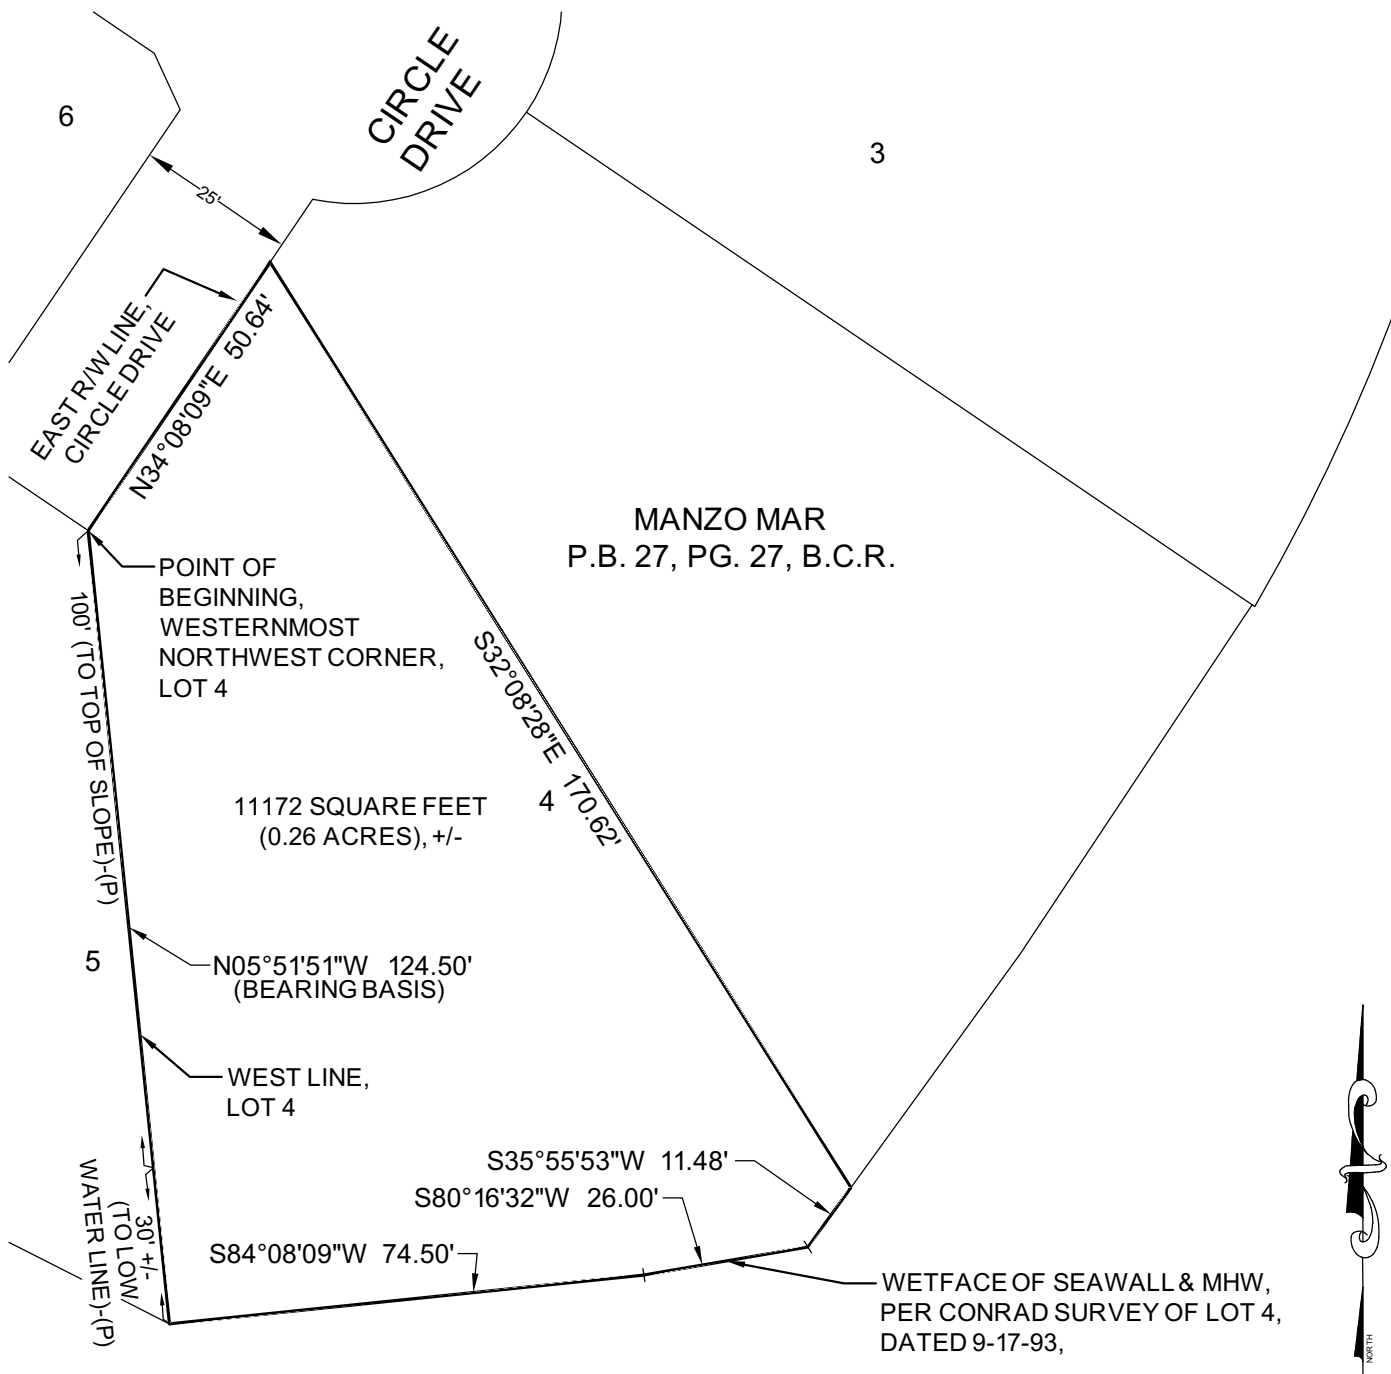 CIRCLE
DRIVE
6
3
25'
EAST R/W LINE,
CIRCLE DRIVE
N34°08'09"E 50.64'
MANZO MAR
P.B. 27, PG. 27, B.C.R.
POINT OF
BEGINNING,
WESTERNMOST
NORTHWEST CORNER,
LOT 4
100' (TO TOP OF SLOPE)-(P)
S32°08'28"E 170.62'
11172 SQUARE FEET
(0.26 ACRES), +/-
4
5
N05°51'51"W 124.50'
(BEARING BASIS)
WEST LINE,
LOT 4
S35°55'53"W 11.48'
S80°16'32"W 26.00'
S84°08'09"W 74.50'
30' +/-
(TO LOW
WATER LINE)-(P)
WETFACE OF SEAWALL & MHW,
PER CONRAD SURVEY OF LOT 4,
DATED 9-17-93,
NORTH